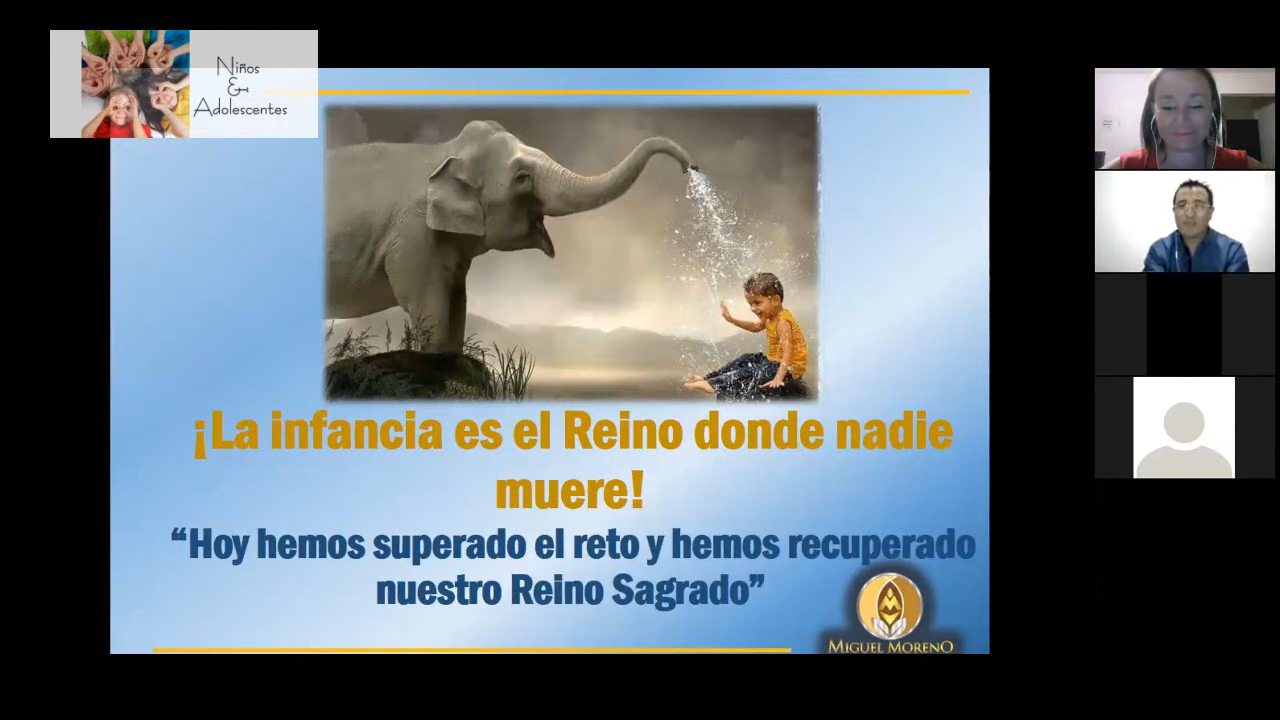 Niños
&
Adolescentes
¡La infancia es el Reino donde nadie
muere!
“Hoy hemos superado el reto y hemos recuperado
nuestro Reino Sagrado”
MIGUEL MORENO